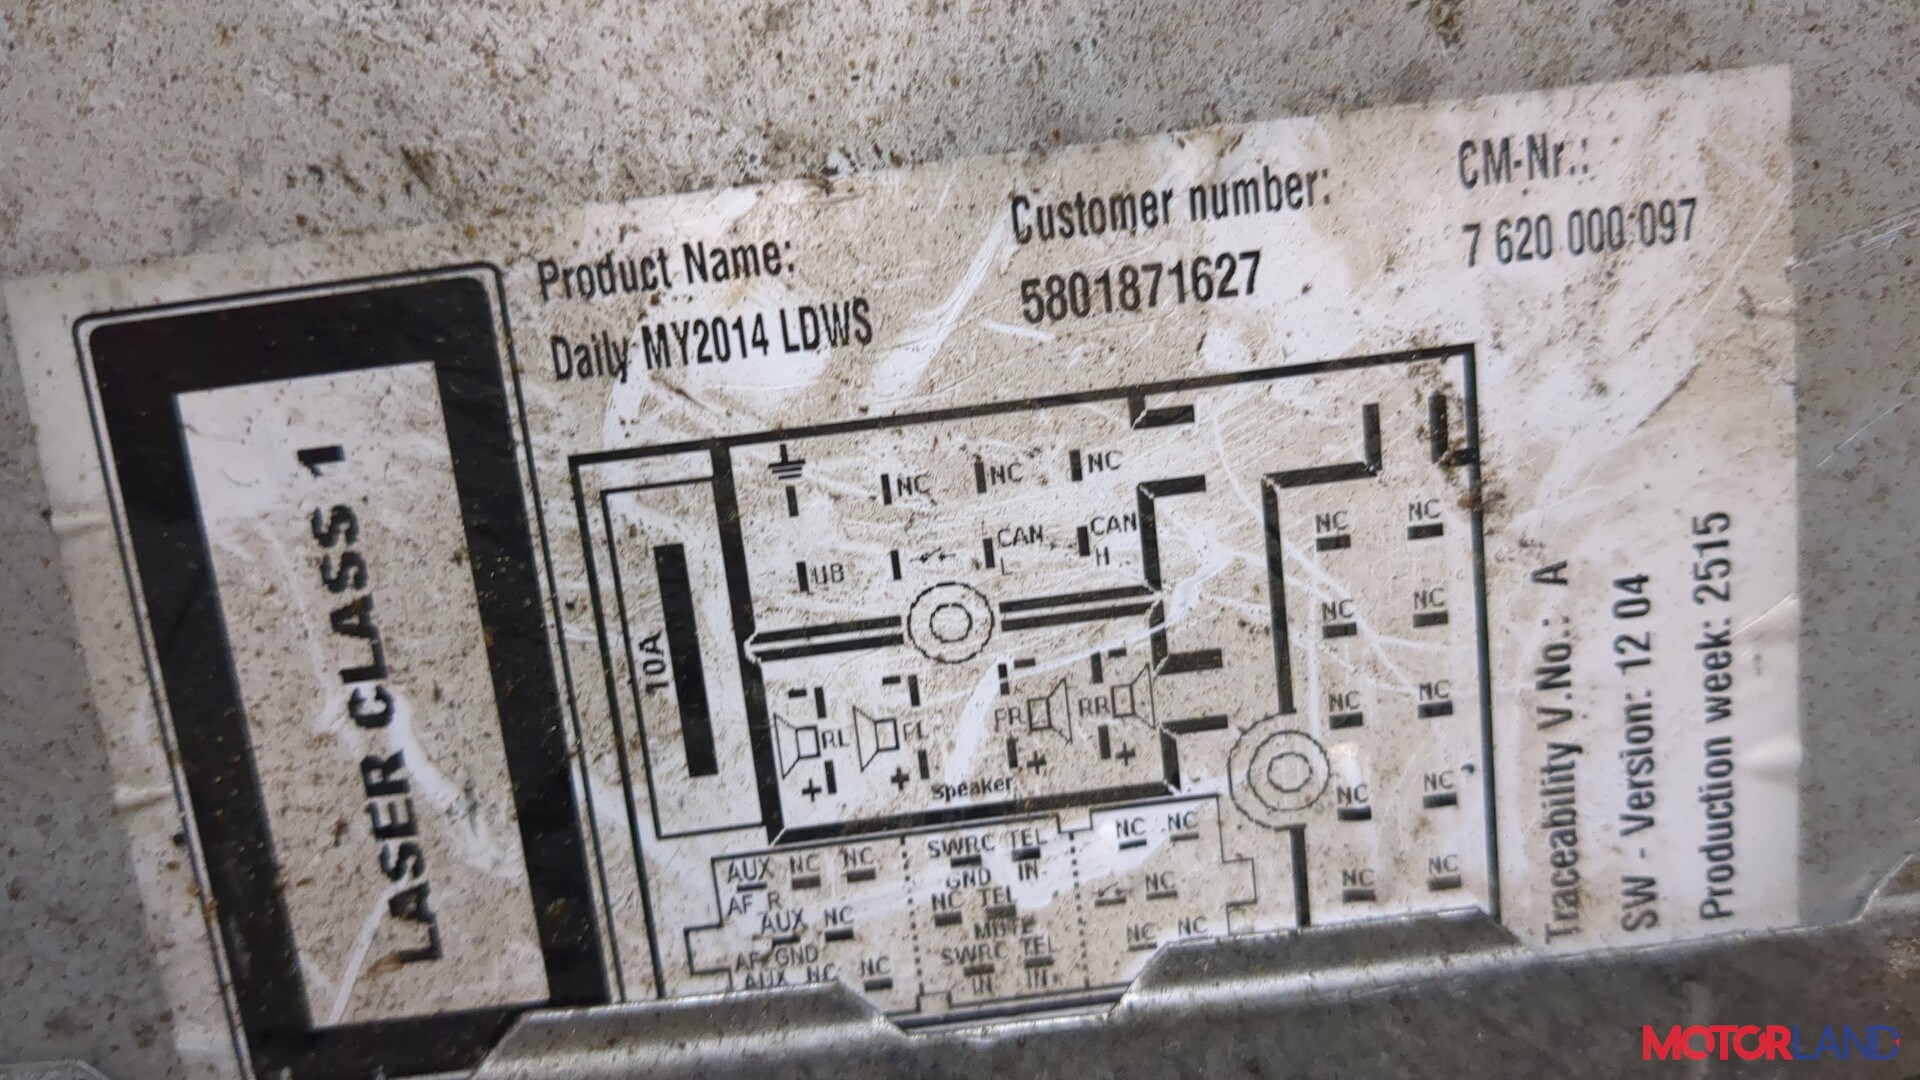 LASER CLASS 1
Product Name:
Daily MY2014 LDWS
Customer number:
5801871627
CM-Nr.:
7 620 000 097
10A
NC NC NC
UB CAN L CAN H
RL FL FR RR
Speaker
NC NC
NC NC
NC NC
NC NC
NC NC
AUX NC NC
AF R
AUX NC
AF GND
AUX NC NC
SWRC TEL
GND IN-
NC TEL
MUTE
SWRC TEL
IN IN
NC NC
NC
NC NC
Traceability V.No.: A
SW - Version: 12 04
Production week: 2515
MOTORLAND